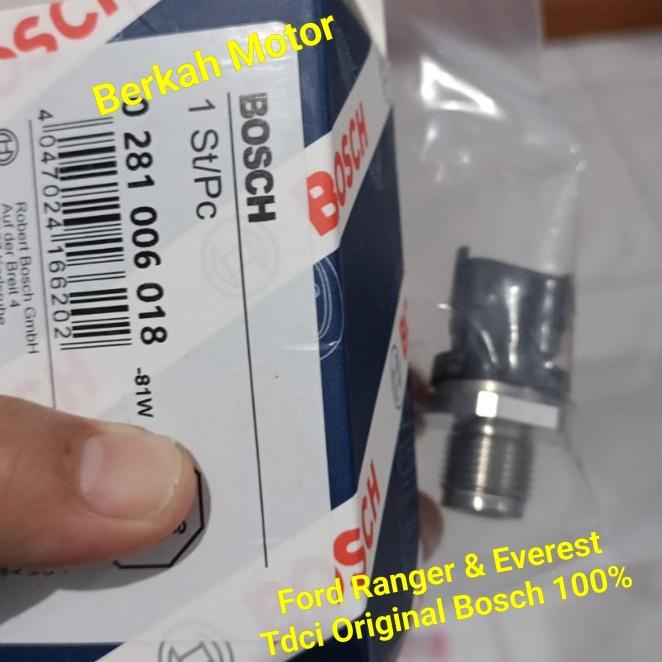 Berkah Motor
BOSCH
BOSCH
1 St/Pc
0 281 006 018
-81W
4 047024 166202
Robert Bosch GmbH
Auf der Breit 4
BOSCH
Ford Ranger & Everest
Tdci Original Bosch 100%